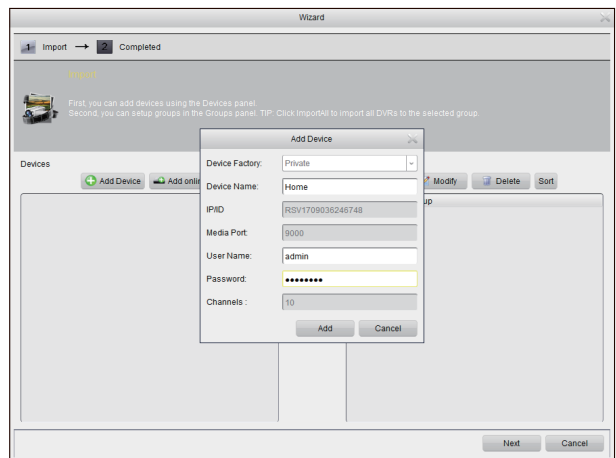 Wizard
1 Import → 2 Completed
Import
First, you can add devices using the Devices panel.
Second, you can setup groups in the Groups panel. TIP: Click ImportAll to import all DVRs to the selected group.
Devices
Add Device
Add onlin
Modify
Delete
Sort
up
Add Device
Device Factory: Private
Device Name: Home
IP/ID RSV1709036246748
Media Port: 9000
User Name: admin
Password: ●●●●●●●●
Channels : 10
Add Cancel
Next Cancel